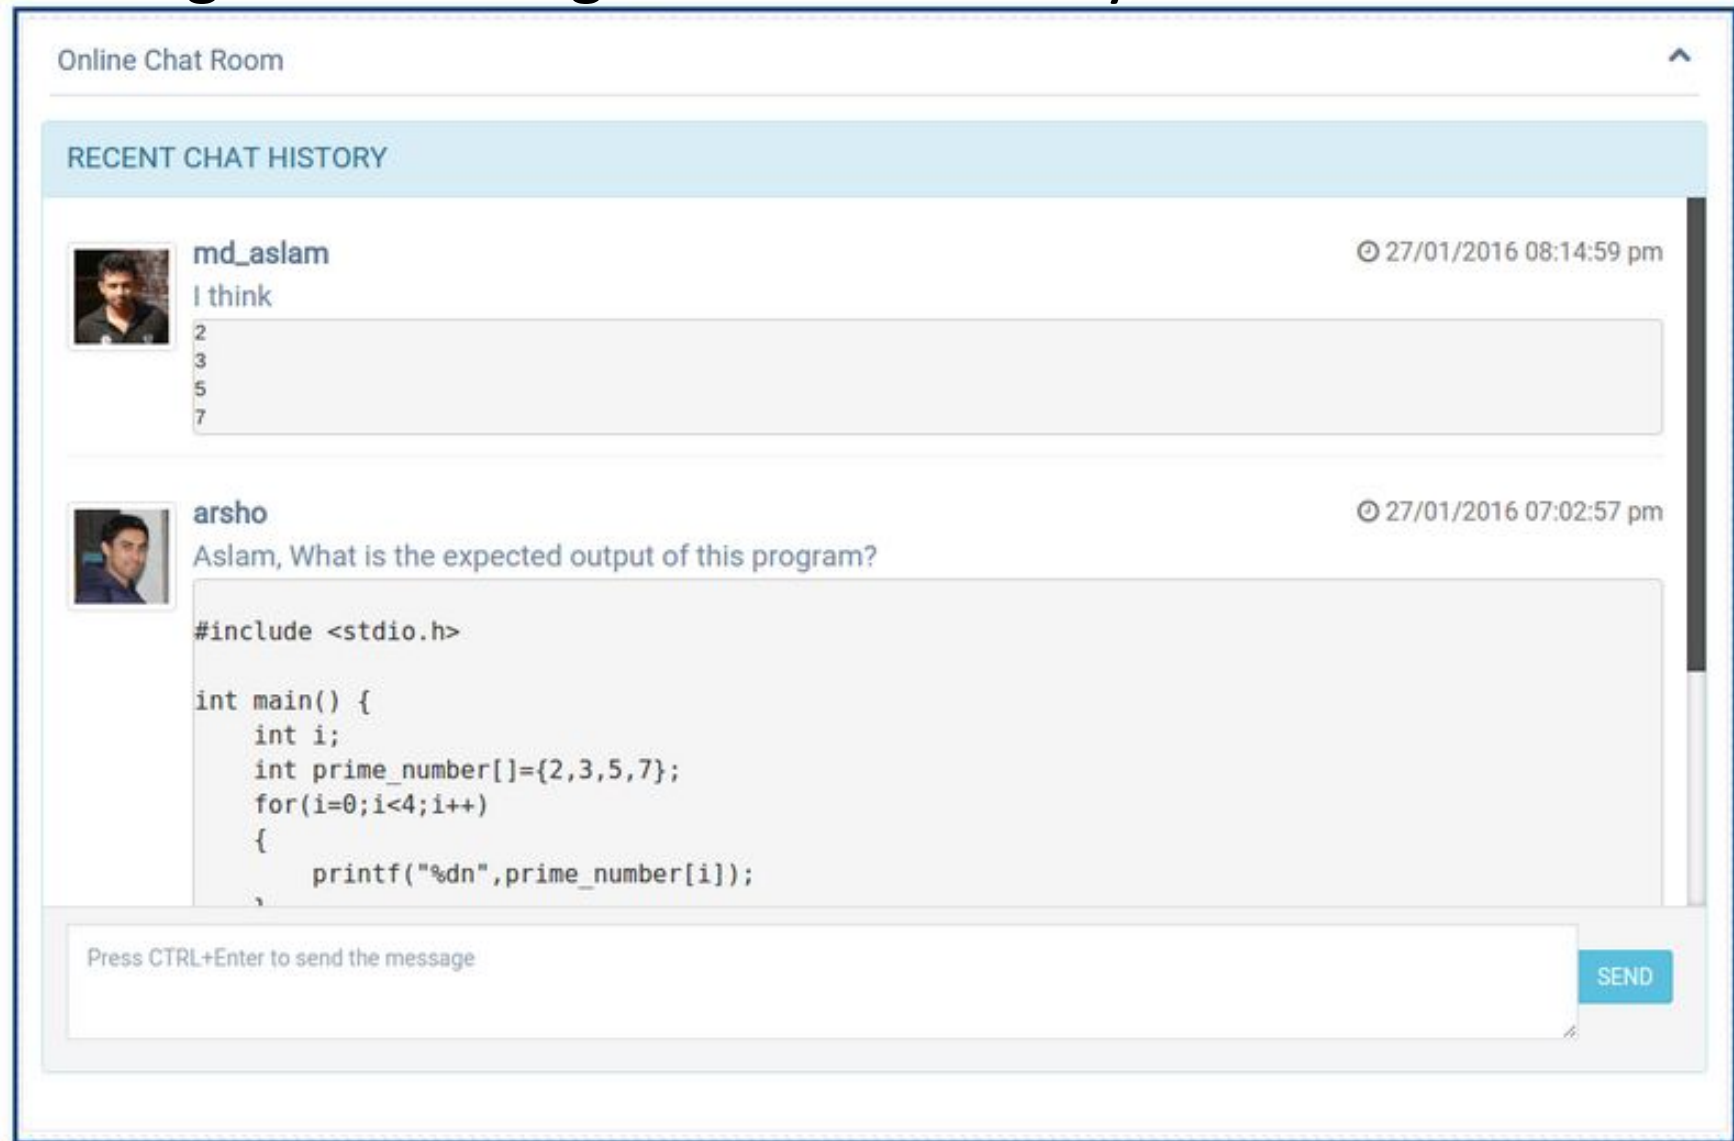 Online Chat Room
RECENT CHAT HISTORY
md_aslam
27/01/2016 08:14:59 pm
I think
2
3
5
7
arsho
27/01/2016 07:02:57 pm
Aslam, What is the expected output of this program?
#include <stdio.h>
int main() {
    int i;
    int prime_number[]={2,3,5,7};
    for(i=0;i<4;i++)
    {
        printf("%dn",prime_number[i]);
Press CTRL+Enter to send the message
SEND